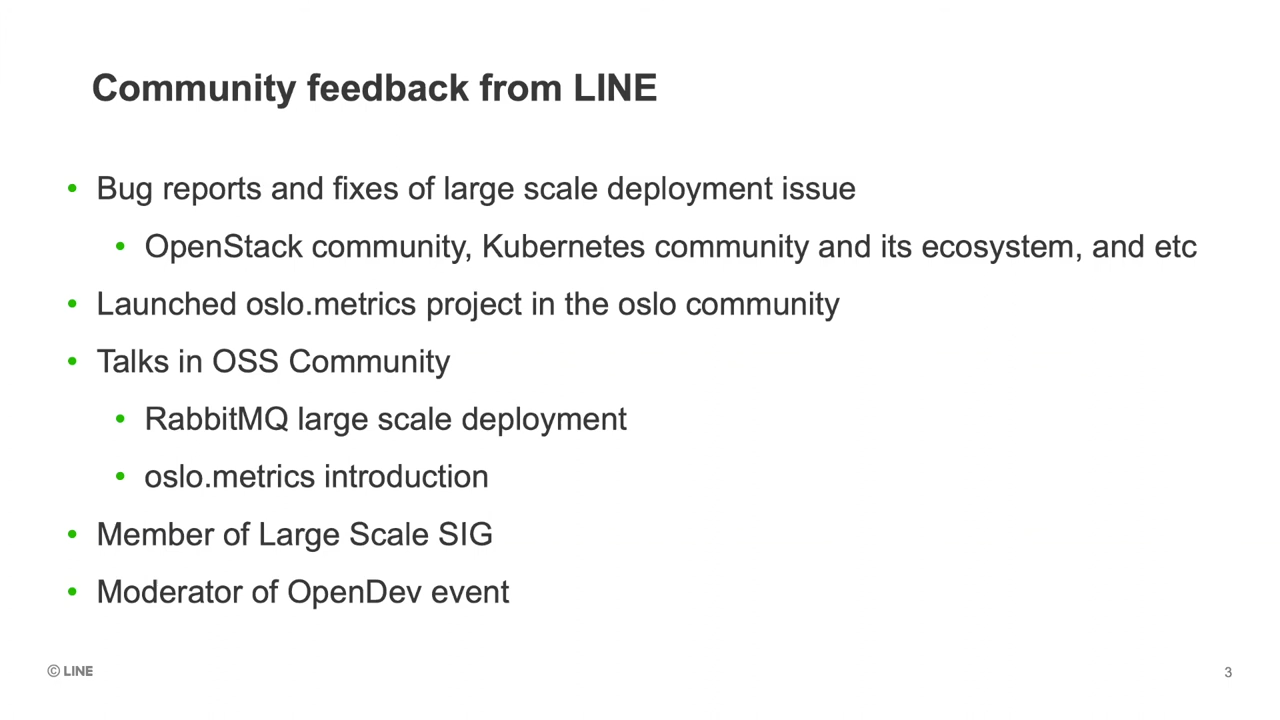 Community feedback from LINE
• Bug reports and fixes of large scale deployment issue
• OpenStack community, Kubernetes community and its ecosystem, and etc
• Launched oslo.metrics project in the oslo community
• Talks in OSS Community
• RabbitMQ large scale deployment
• oslo.metrics introduction
• Member of Large Scale SIG
• Moderator of OpenDev event
© LINE
3